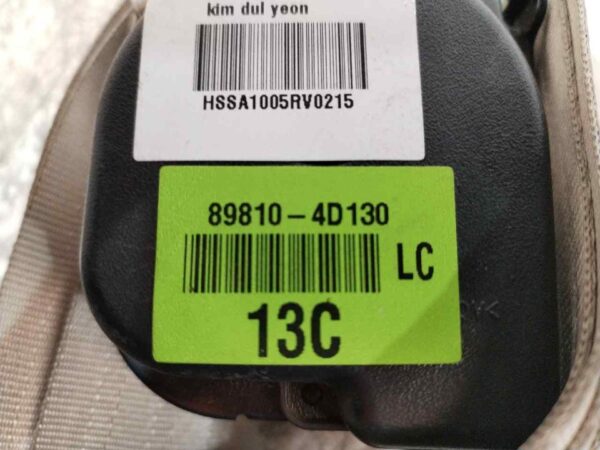 kim dul yeon
HSSA1005RV0215
89810-4D130
LC
13C